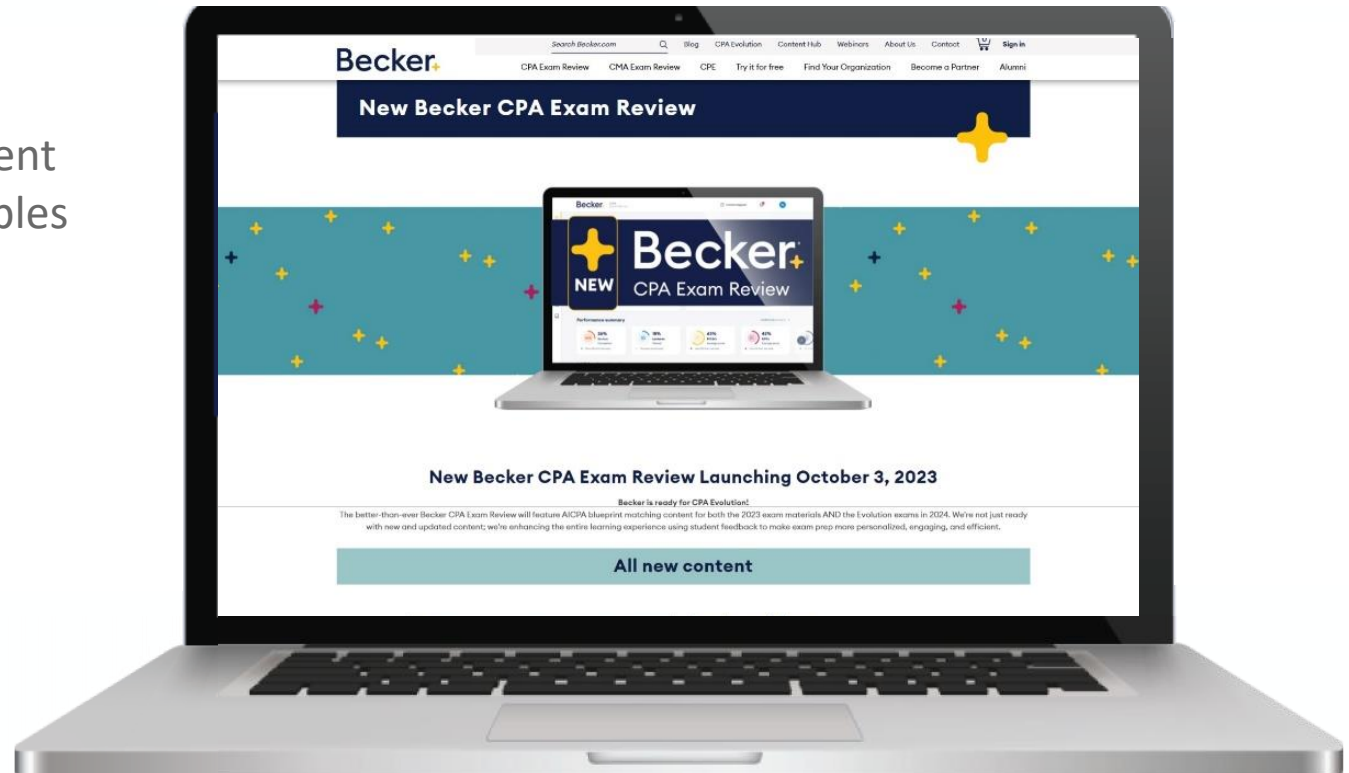 ent
bles
Search Becker.com Blog CPA Evolution Content Hub Webinars About Us Contact 0 Sign in
Becker
CPA Exam Review CMA Exam Review CPE Try it for free Find Your Organization Become a Partner Alumni
New Becker CPA Exam Review
Becker
NEW
Becker
CPA Exam Review
Performance summary
New Becker CPA Exam Review Launching October 3, 2023
Becker is ready for CPA Evolution!
The better-than-ever Becker CPA Exam Review will feature AICPA blueprint matching content for both the 2023 exam materials AND the Evolution exams in 2024. We're not just ready
with new and updated content; we're enhancing the entire learning experience using student feedback to make exam prep more personalized, engaging, and efficient.
All new content